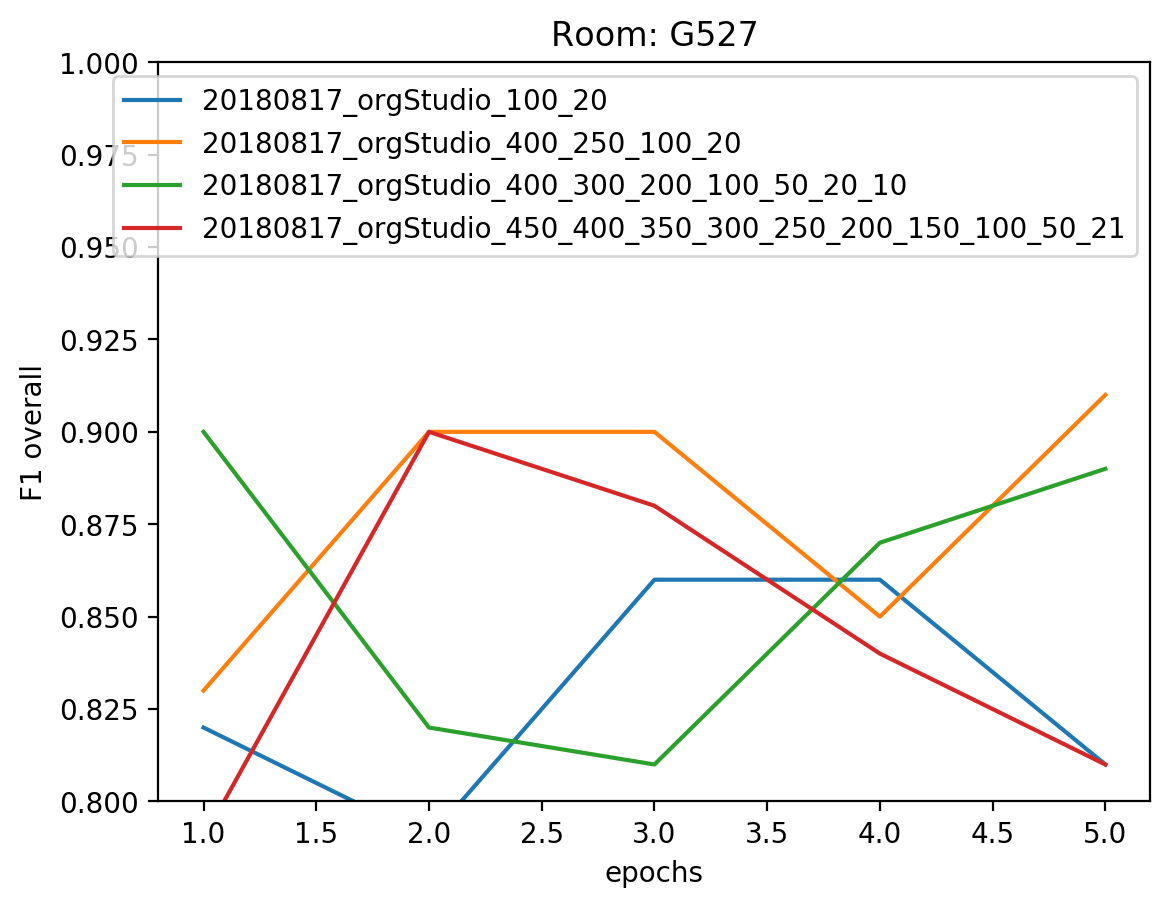 Room: G527
1.000
0.975
0.950
0.925
0.900
0.875
0.850
0.825
0.800
F1 overall
20180817_orgStudio_100_20
20180817_orgStudio_400_250_100_20
20180817_orgStudio_400_300_200_100_50_20_10
20180817_orgStudio_450_400_350_300_250_200_150_100_50_21
1.0 1.5 2.0 2.5 3.0 3.5 4.0 4.5 5.0
epochs